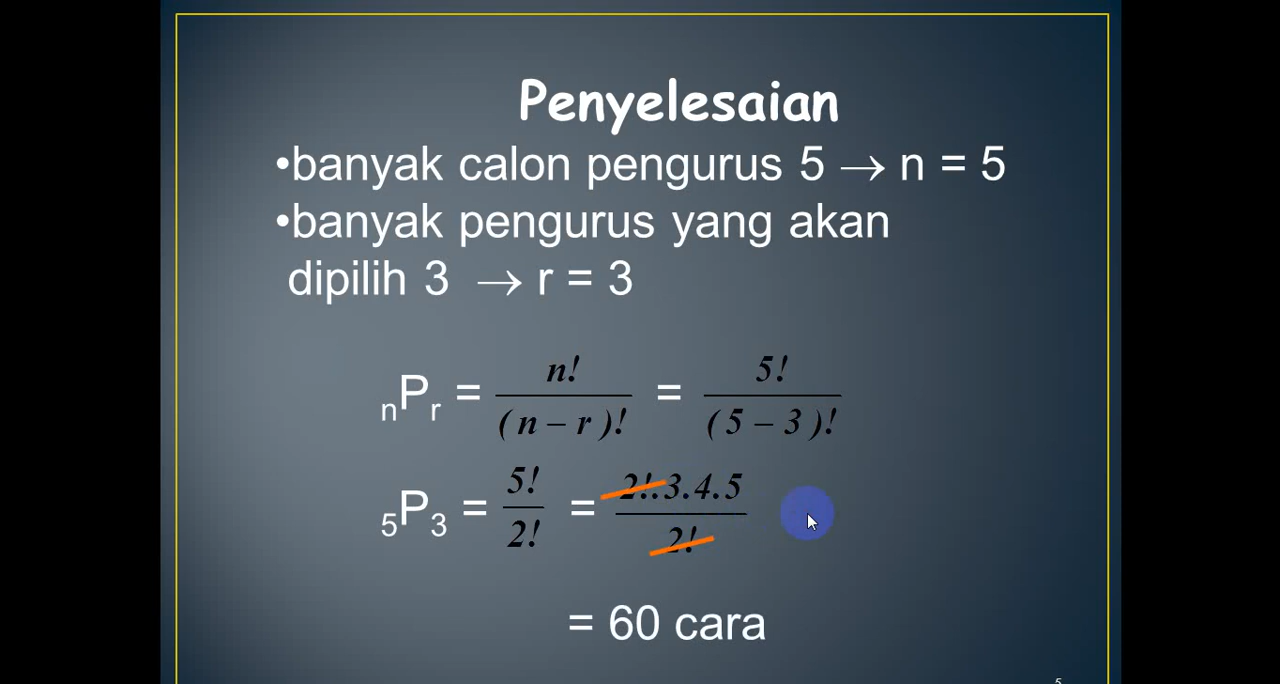 Penyelesaian
•banyak calon pengurus 5 → n = 5
•banyak pengurus yang akan
dipilih 3 → r = 3
nPr = n! / (n – r)! = 5! / (5 – 3)!
5P3 = 5! / 2! = 2!.3.4.5 / 2!
= 60 cara
5